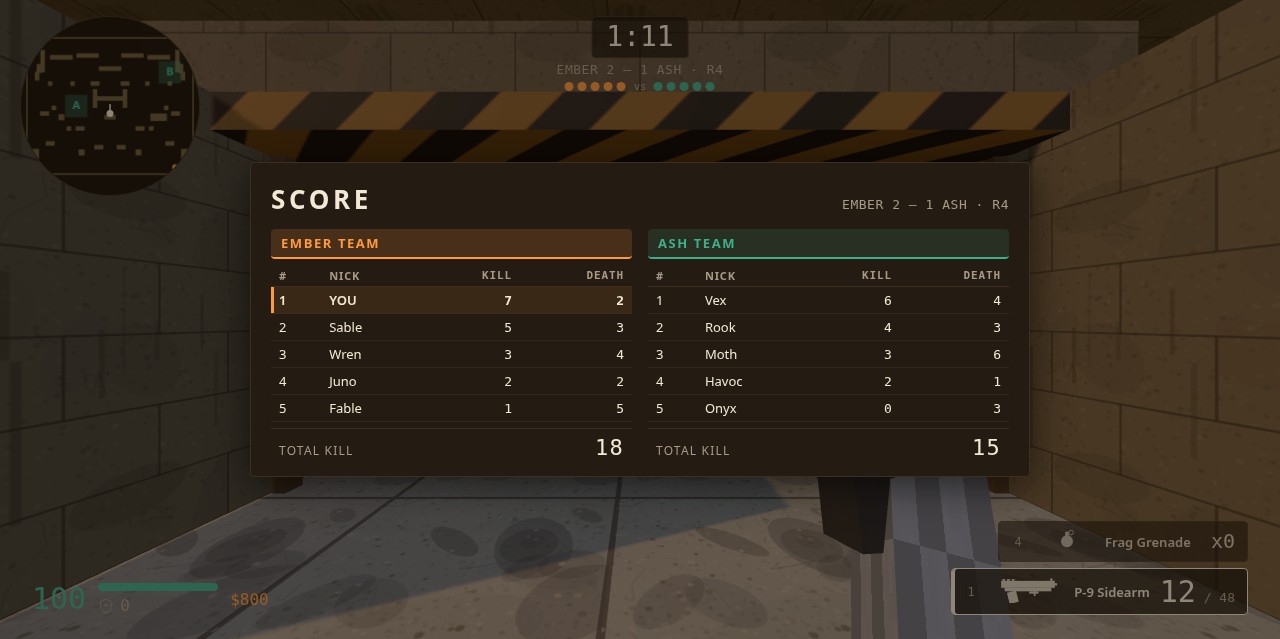 1:11
EMBER 2 — 1 ASH · R4
vs
B
A
SCORE
EMBER 2 — 1 ASH · R4
EMBER TEAM
# NICK KILL DEATH
1 YOU 7 2
2 Sable 5 3
3 Wren 3 4
4 Juno 2 2
5 Fable 1 5
TOTAL KILL 18
ASH TEAM
# NICK KILL DEATH
1 Vex 6 4
2 Rook 4 3
3 Moth 3 6
4 Havoc 2 1
5 Onyx 0 3
TOTAL KILL 15
4 Frag Grenade x0
1 P-9 Sidearm 12 / 48
100 0 $800